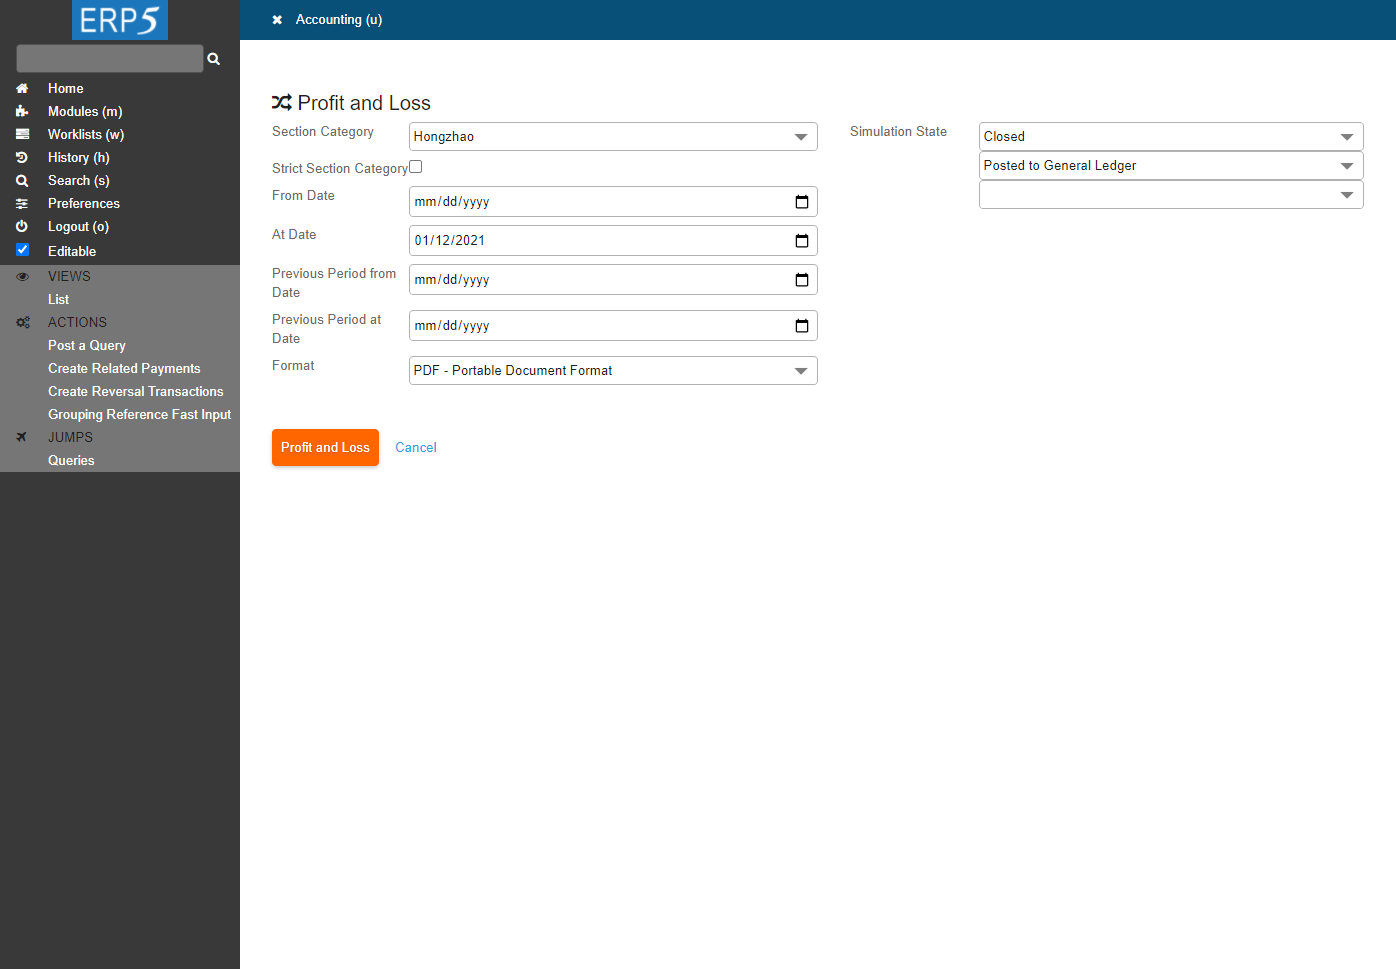 ERP5
Accounting (u)
Home
Modules (m)
Worklists (w)
History (h)
Search (s)
Preferences
Logout (o)
Editable
VIEWS
List
ACTIONS
Post a Query
Create Related Payments
Create Reversal Transactions
Grouping Reference Fast Input
JUMPS
Queries
Profit and Loss
Section Category
Hongzhao
Strict Section Category
From Date
mm/dd/yyyy
At Date
01/12/2021
Previous Period from
Date
mm/dd/yyyy
Previous Period at
Date
mm/dd/yyyy
Format
PDF - Portable Document Format
Simulation State
Closed
Posted to General Ledger
Profit and Loss
Cancel